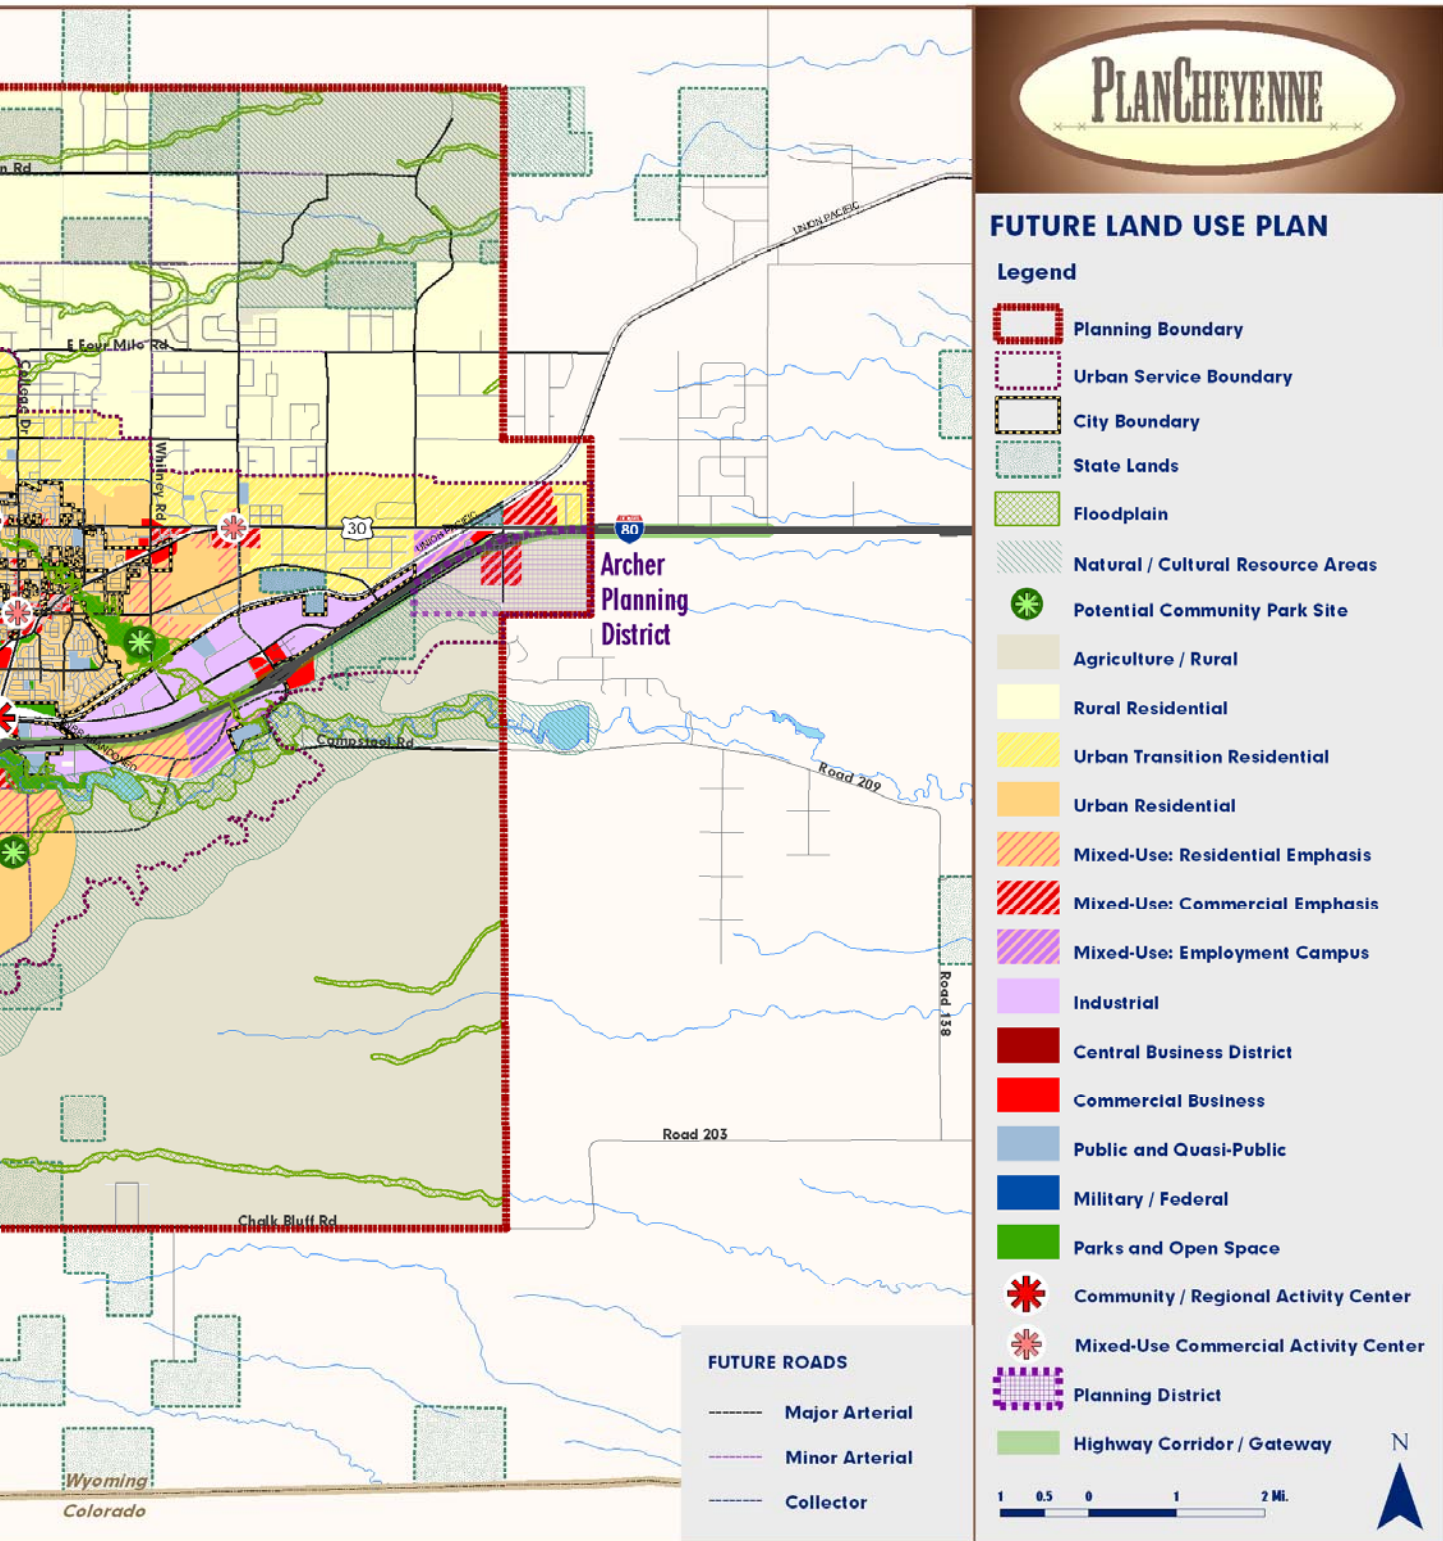 PLANCHEYENNE
FUTURE LAND USE PLAN
Legend
Planning Boundary
Urban Service Boundary
City Boundary
State Lands
Floodplain
Natural / Cultural Resource Areas
Potential Community Park Site
Agriculture / Rural
Rural Residential
Urban Transition Residential
Urban Residential
Mixed-Use: Residential Emphasis
Mixed-Use: Commercial Emphasis
Mixed-Use: Employment Campus
Industrial
Central Business District
Commercial Business
Public and Quasi-Public
Military / Federal
Parks and Open Space
Community / Regional Activity Center
Mixed-Use Commercial Activity Center
Planning District
Highway Corridor / Gateway
N
1 0.5 0 1 2 Mi.
FUTURE ROADS
Major Arterial
Minor Arterial
Collector
n Rd
UNION PACIFIC
E Four Mile Rd
College Dr
Whitney Rd
30
UNION PACIFIC
80
Archer
Planning
District
ABANDONED
Campstool Rd
Road 209
Road 138
Road 203
Chalk Bluff Rd
Wyoming
Colorado